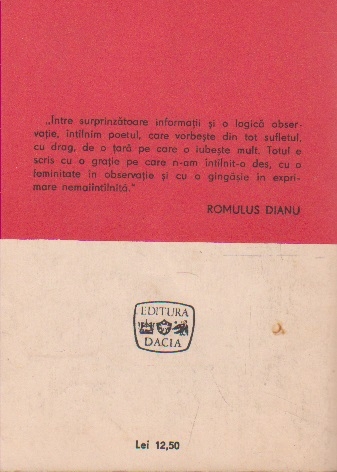 „Între surprinzătoare informații și o logică obser-
vație, întîlnim poetul, care vorbește din tot sufletul,
cu drag, de o țară pe care o iubește mult. Totul e
scris cu o grație pe care n-am întîlnit-o des, cu o
feminitate în observație și cu o gingășie în expri-
mare nemaiîntîlnită."
ROMULUS DIANU
EDITURA
DACIA
Lei 12,50